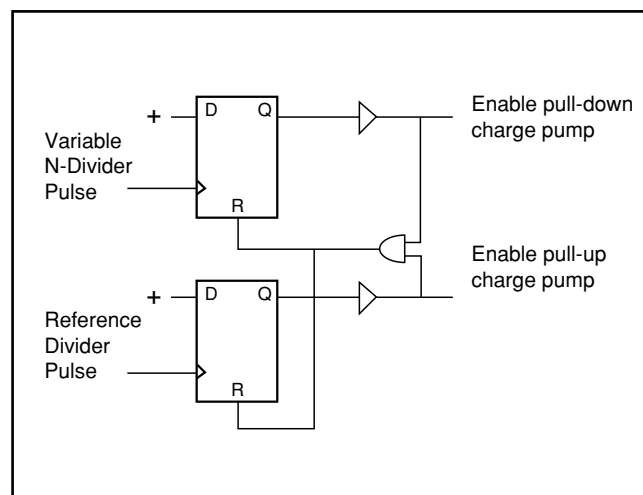 Enable pull-down
charge pump
+
D
Q
Variable
N-Divider
Pulse
R
Enable pull-up
charge pump
+
D
Q
Reference
Divider
Pulse
R